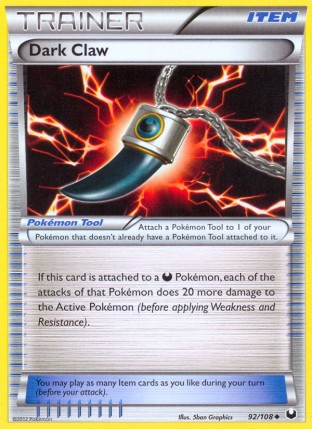 TRAINER ITEM
Dark Claw
Pokémon Tool
Attach a Pokémon Tool to 1 of your
Pokémon that doesn't already have a Pokémon Tool attached to it.
If this card is attached to a Pokémon, each of the
attacks of that Pokémon does 20 more damage to
the Active Pokémon (before applying Weakness and
Resistance).
You may play as many Item cards as you like during your turn
(before your attack).
©2012 Pokémon
Illus. 5ban Graphics
92/108